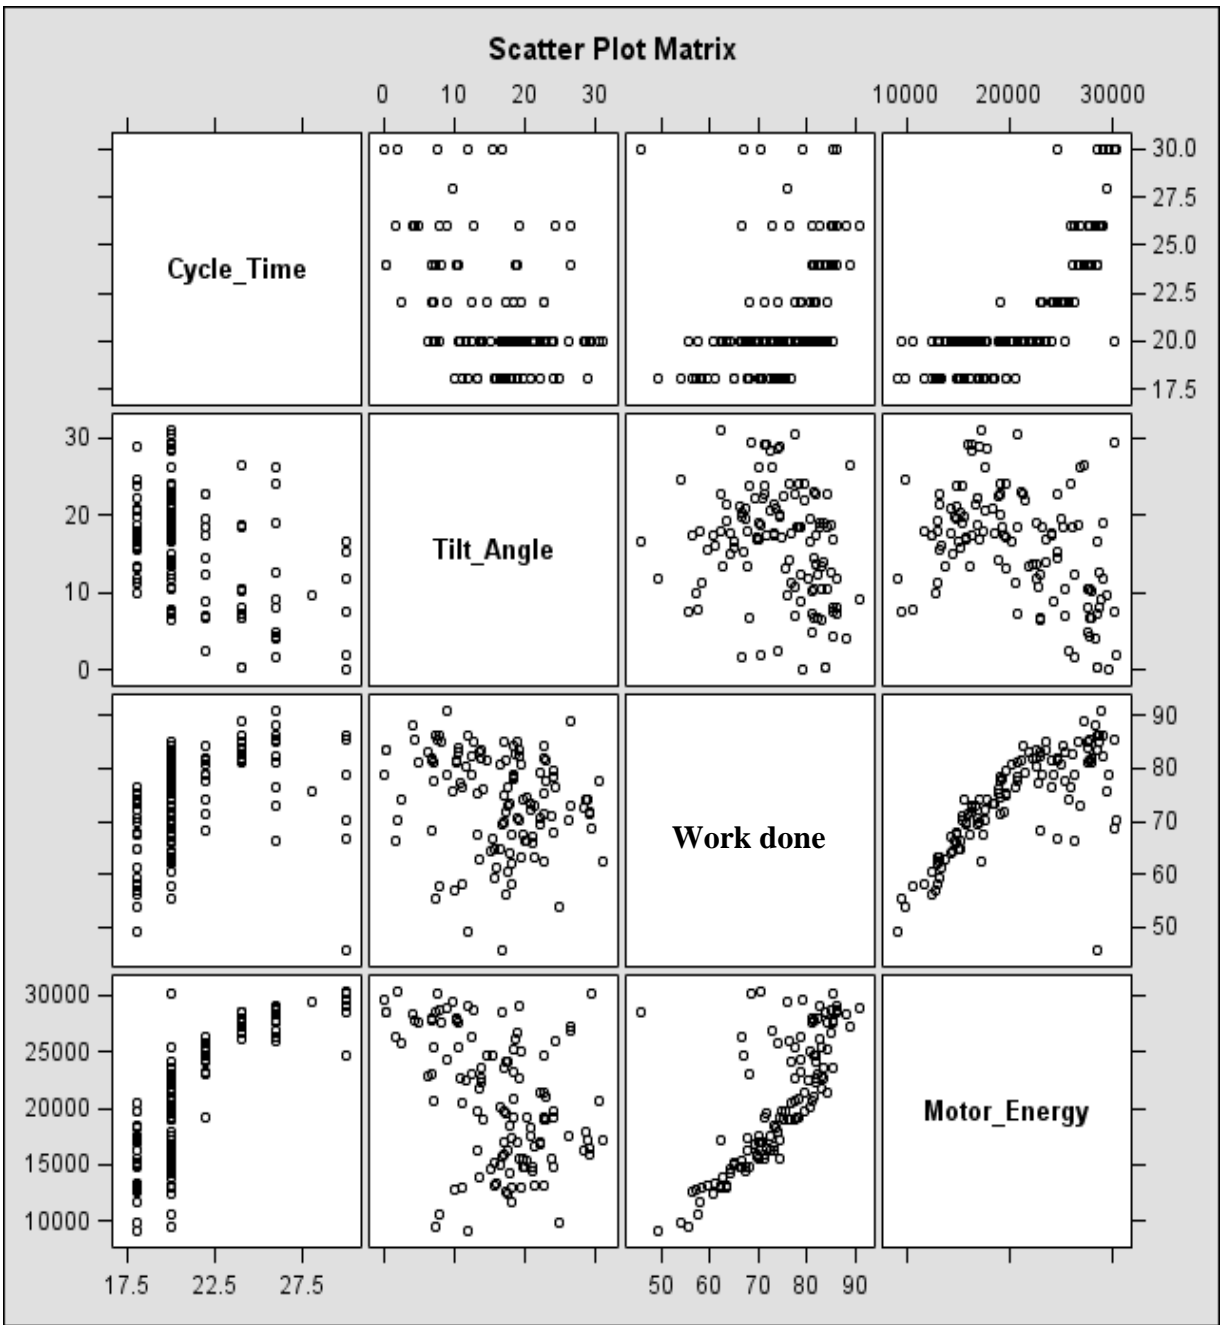 Scatter Plot Matrix
0 10 20 30 10000 20000 30000
30.0
27.5
Cycle_Time 25.0
22.5
20.0
17.5
30
20
Tilt_Angle
10
0
90
80
Work done 70
60
50
30000
25000
20000 Motor_Energy
15000
10000
17.5 22.5 27.5 50 60 70 80 90